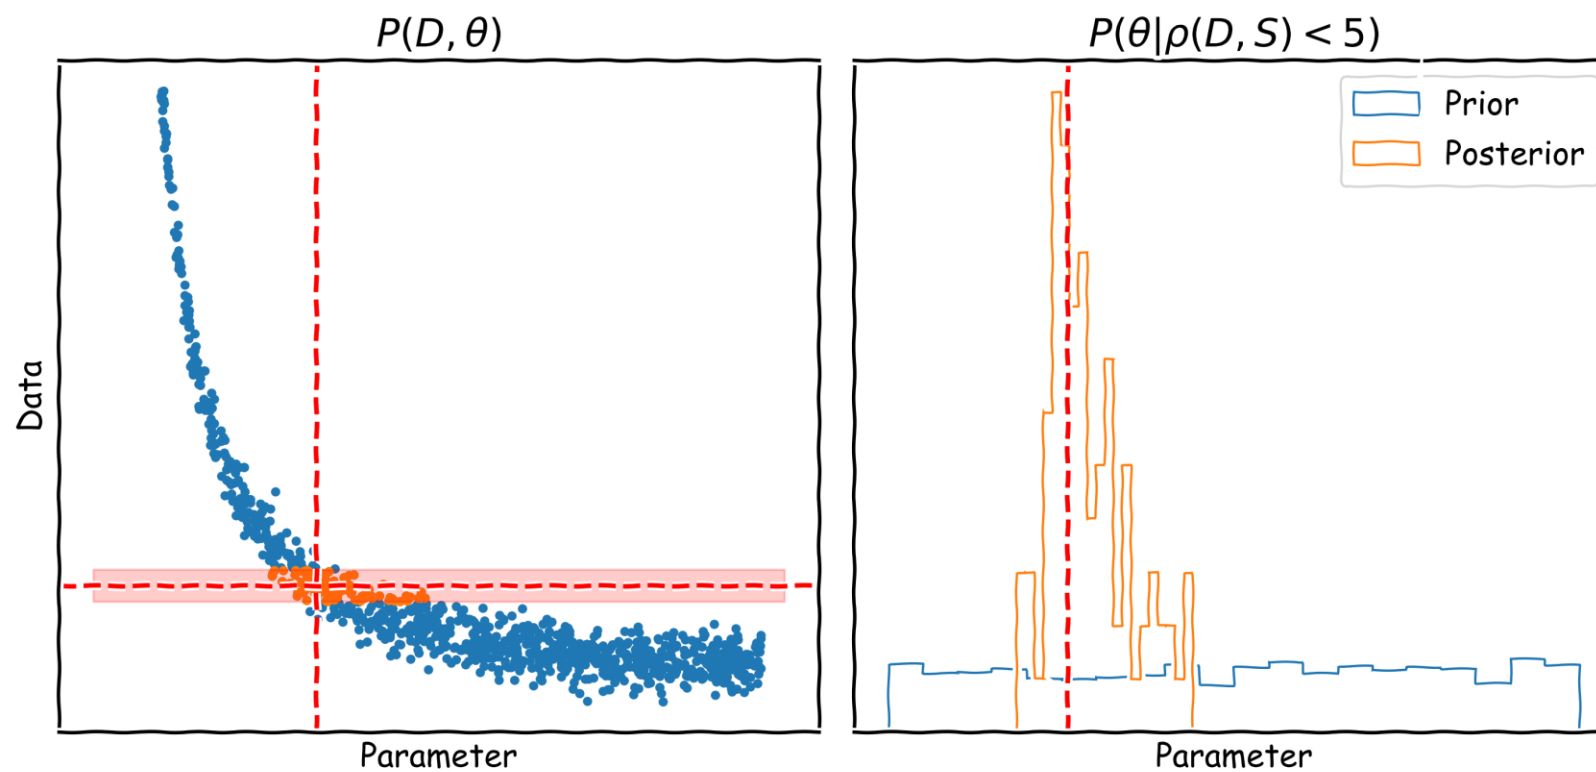 P(D, θ)
P(θ|ρ(D, S) < 5)
Prior
Posterior
Data
Parameter
Parameter